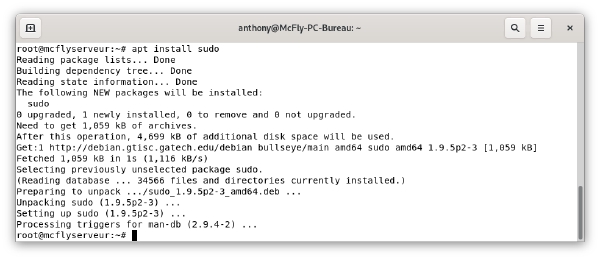 anthony@McFly-PC-Bureau: ~
root@mcflyserveur:~# apt install sudo
Reading package lists... Done
Building dependency tree... Done
Reading state information... Done
The following NEW packages will be installed:
  sudo
0 upgraded, 1 newly installed, 0 to remove and 0 not upgraded.
Need to get 1,059 kB of archives.
After this operation, 4,699 kB of additional disk space will be used.
Get:1 http://debian.gtisc.gatech.edu/debian bullseye/main amd64 sudo amd64 1.9.5p2-3 [1,059 kB]
Fetched 1,059 kB in 1s (1,116 kB/s)
Selecting previously unselected package sudo.
(Reading database ... 34566 files and directories currently installed.)
Preparing to unpack .../sudo_1.9.5p2-3_amd64.deb ...
Unpacking sudo (1.9.5p2-3) ...
Setting up sudo (1.9.5p2-3) ...
Processing triggers for man-db (2.9.4-2) ...
root@mcflyserveur:~#